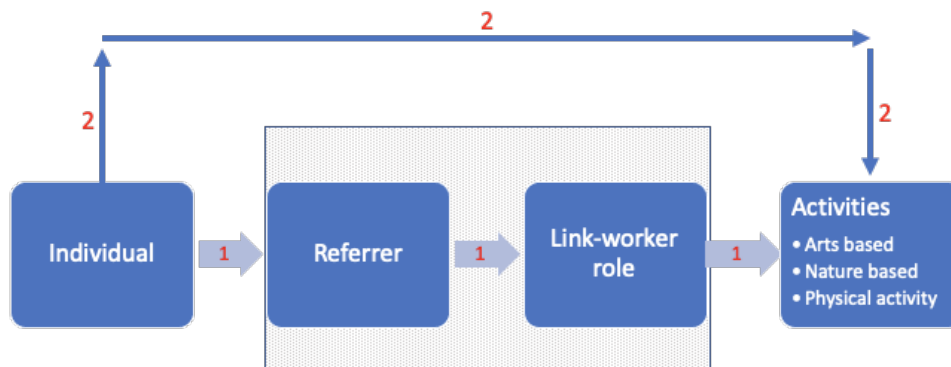 2
2
2
Individual
1
Referrer
1
Link-worker
role
1
Activities
• Arts based
• Nature based
• Physical activity